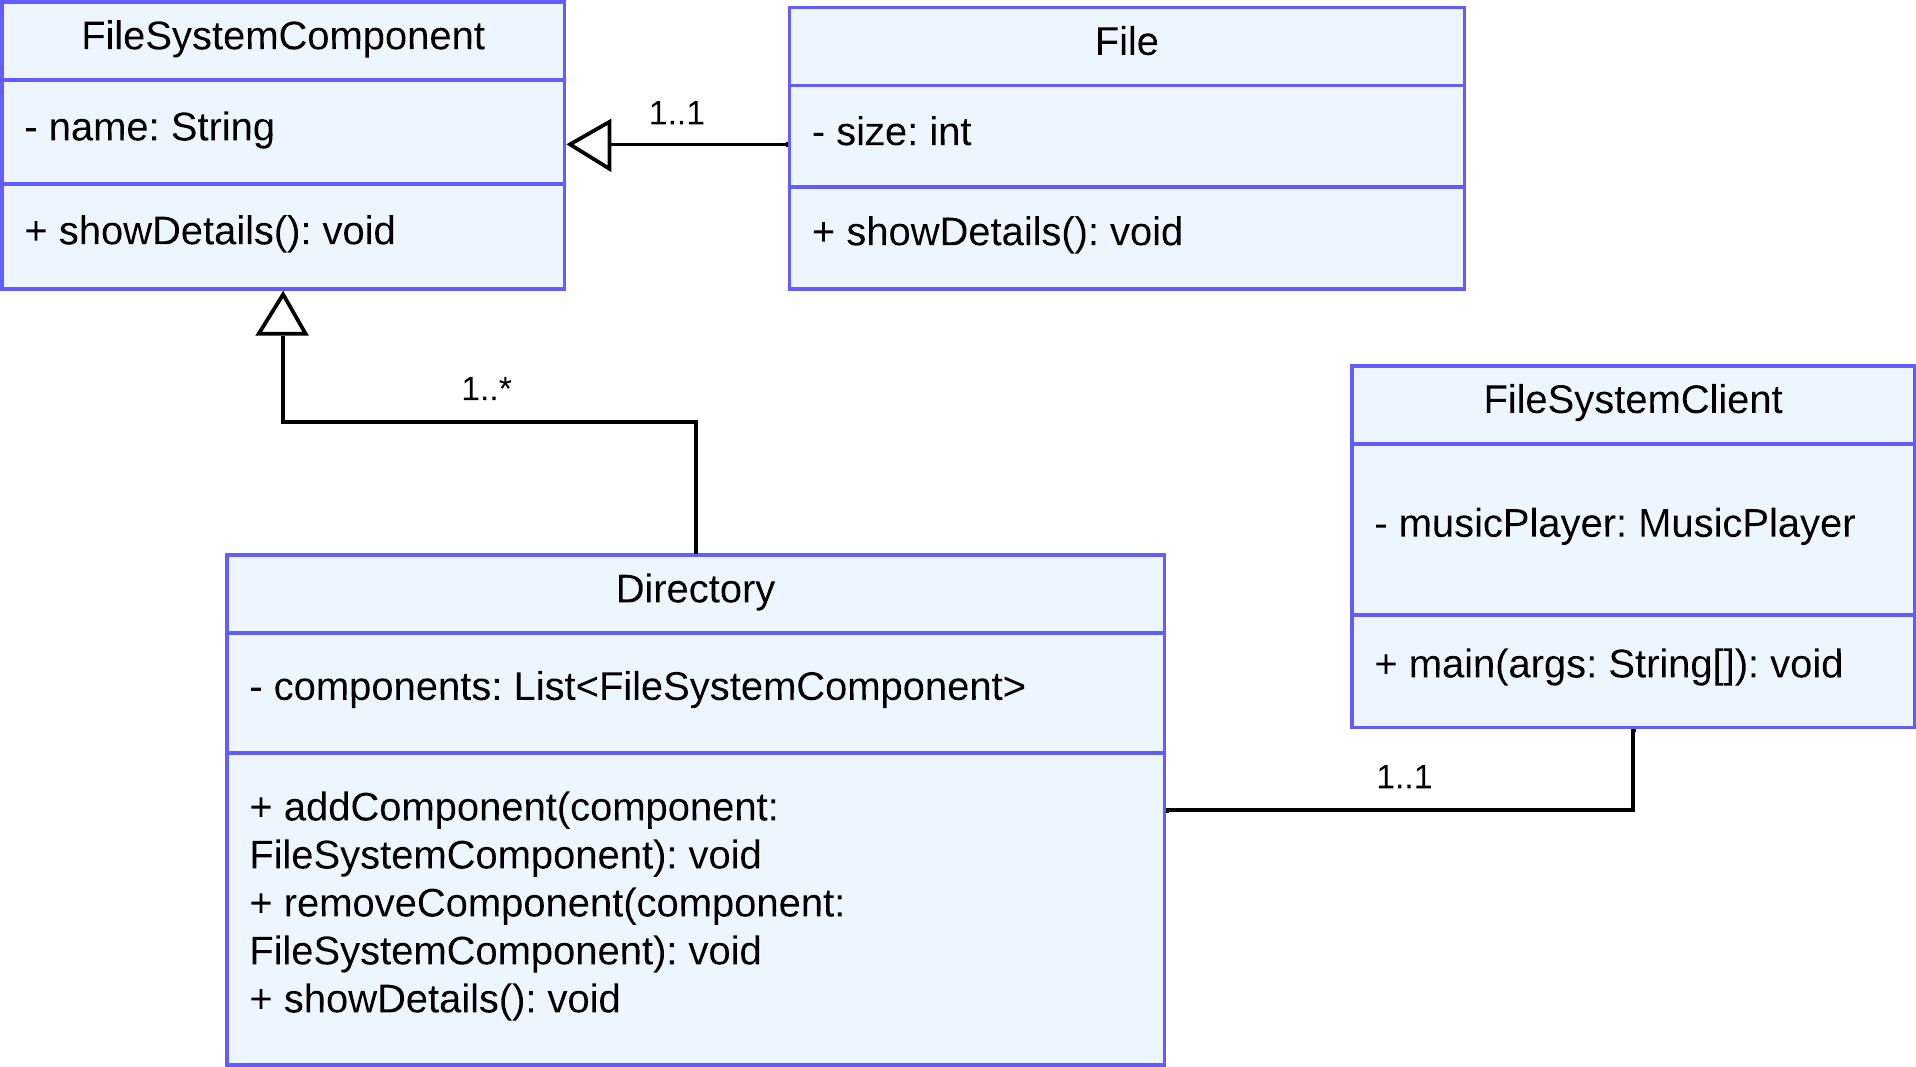 FileSystemComponent
- name: String
+ showDetails(): void
1..1
File
- size: int
+ showDetails(): void
1..*
Directory
- components: List<FileSystemComponent>
+ addComponent(component:
FileSystemComponent): void
+ removeComponent(component:
FileSystemComponent): void
+ showDetails(): void
1..1
FileSystemClient
- musicPlayer: MusicPlayer
+ main(args: String[]): void